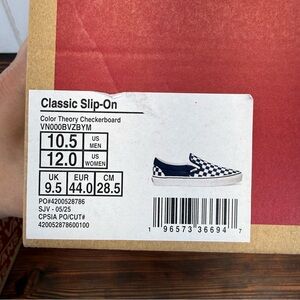 Classic Slip-On
Color Theory Checkerboard
VN000BVZBYM
10.5 US MEN
12.0 US WOMEN
UK EUR CM
9.5 44.0 28.5
PO#4200528786
SJV - 05/25
CPSIA PO/CUT#
420052878600100
1 96573 36694 7